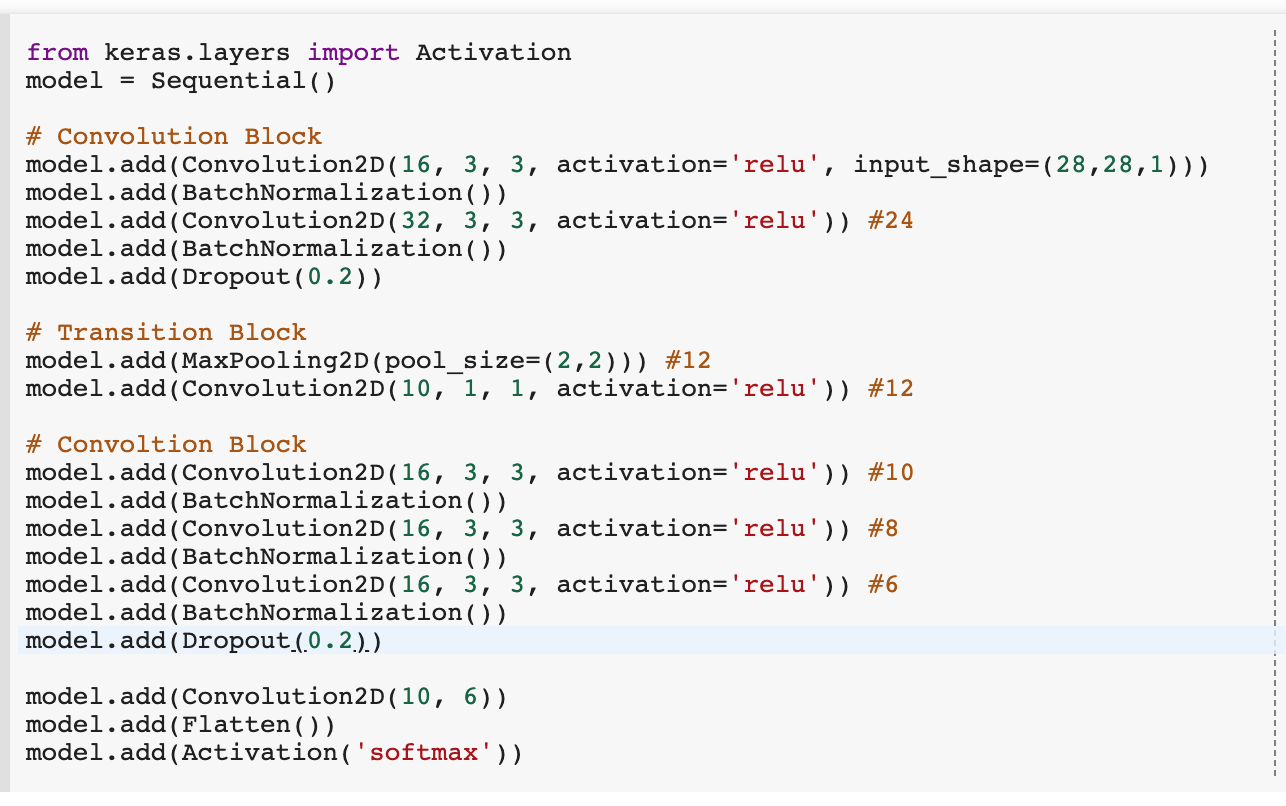 from keras.layers import Activation
model = Sequential()
# Convolution Block
model.add(Convolution2D(16, 3, 3, activation='relu', input_shape=(28,28,1)))
model.add(BatchNormalization())
model.add(Convolution2D(32, 3, 3, activation='relu')) #24
model.add(BatchNormalization())
model.add(Dropout(0.2))
# Transition Block
model.add(MaxPooling2D(pool_size=(2,2))) #12
model.add(Convolution2D(10, 1, 1, activation='relu')) #12
# Convoltion Block
model.add(Convolution2D(16, 3, 3, activation='relu')) #10
model.add(BatchNormalization())
model.add(Convolution2D(16, 3, 3, activation='relu')) #8
model.add(BatchNormalization())
model.add(Convolution2D(16, 3, 3, activation='relu')) #6
model.add(BatchNormalization())
model.add(Dropout(0.2))
model.add(Convolution2D(10, 6))
model.add(Flatten())
model.add(Activation('softmax'))